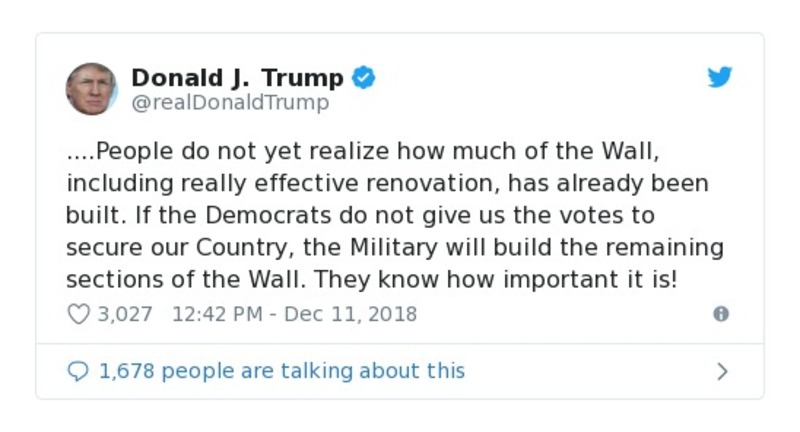 Donald J. Trump
@realDonaldTrump
....People do not yet realize how much of the Wall,
including really effective renovation, has already been
built. If the Democrats do not give us the votes to
secure our Country, the Military will build the remaining
sections of the Wall. They know how important it is!
3,027 12:42 PM - Dec 11, 2018
1,678 people are talking about this